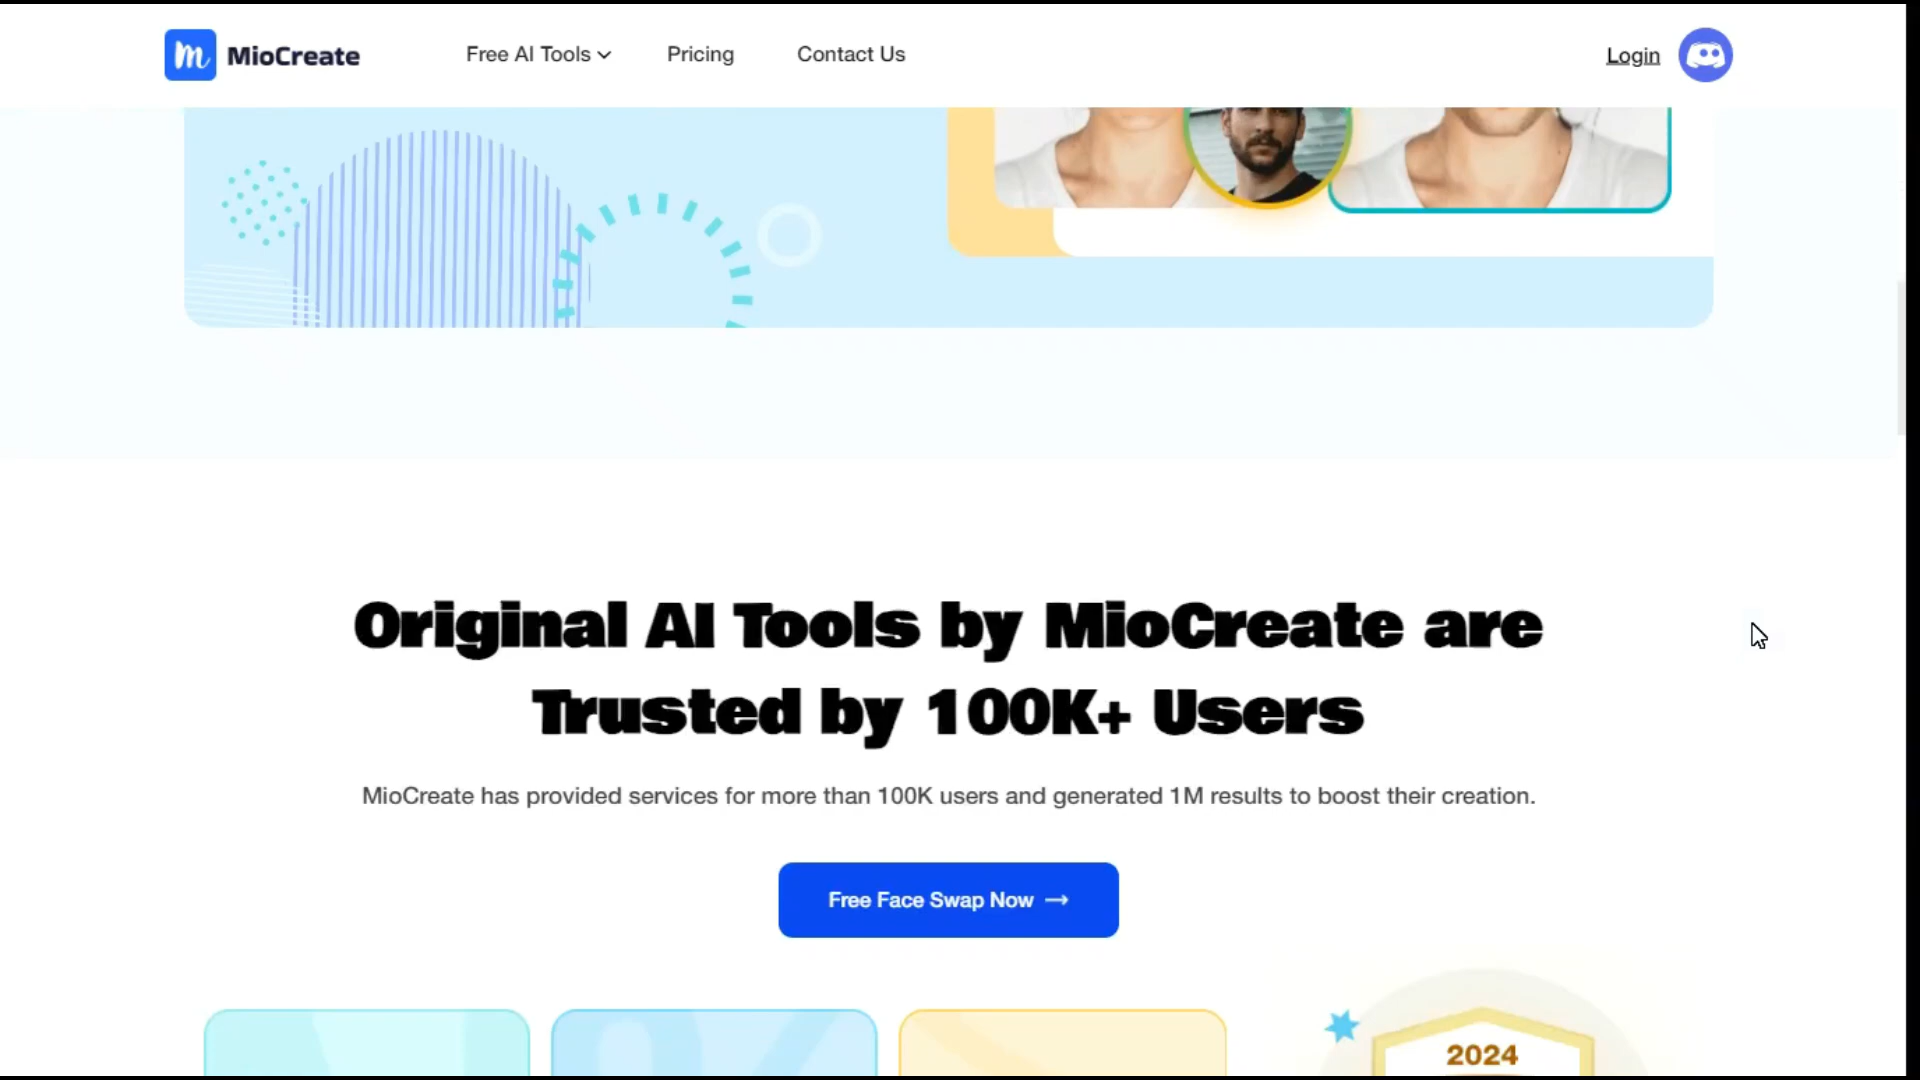 m MioCreate
Free AI Tools
Pricing
Contact Us
Login
Original AI Tools by MioCreate are
Trusted by 100K+ Users
MioCreate has provided services for more than 100K users and generated 1M results to boost their creation.
Free Face Swap Now →
2024